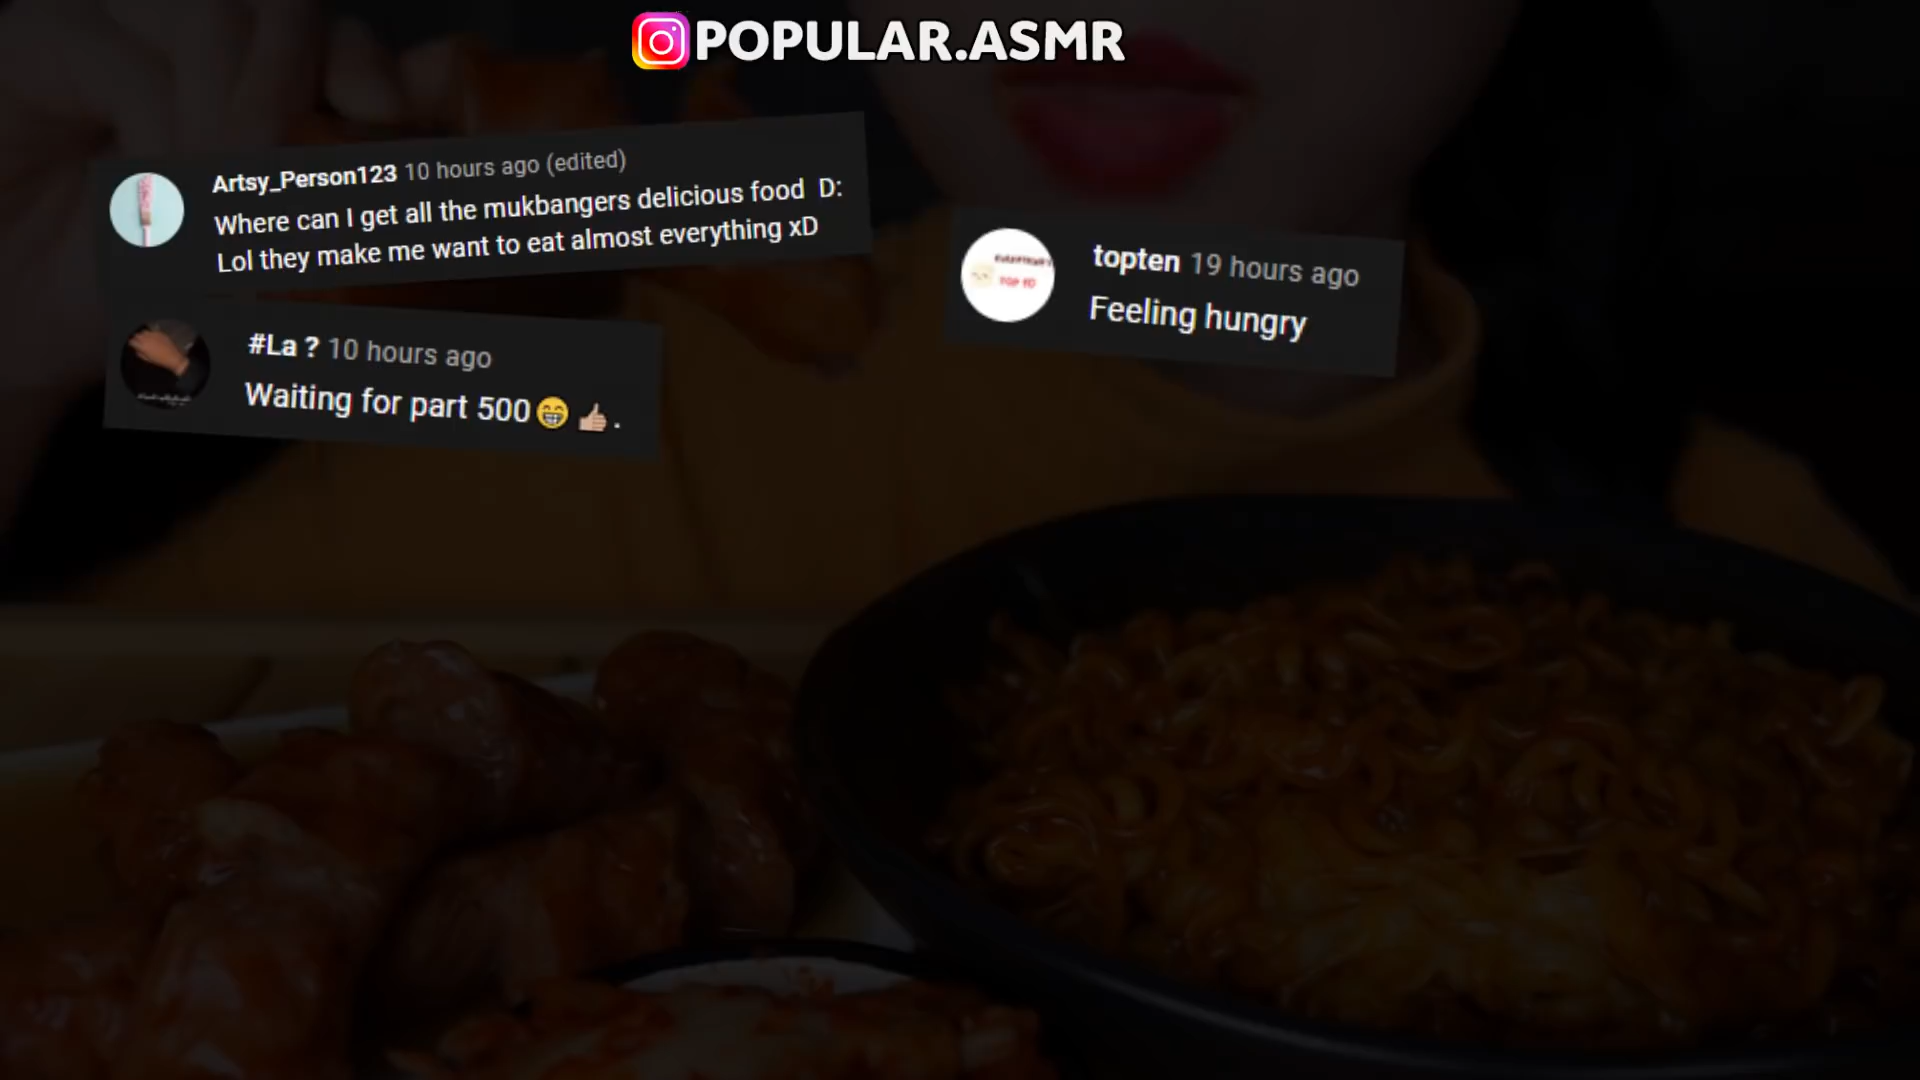 POPULAR.ASMR
Artsy_Person123 10 hours ago (edited)
Where can I get all the mukbangers delicious food D:
Lol they make me want to eat almost everything xD
topten 19 hours ago
Feeling hungry
#La ? 10 hours ago
Waiting for part 500😁👍🏼.